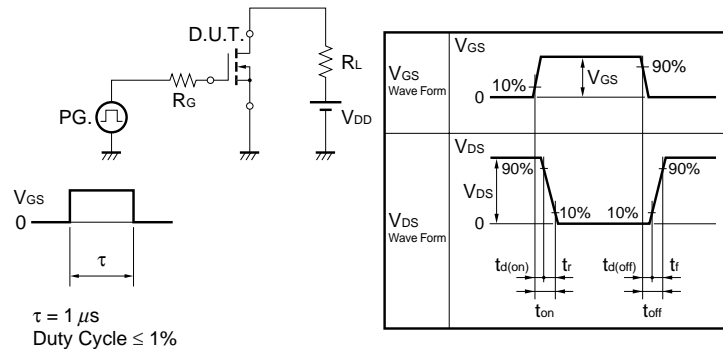 D.U.T.
RL
RG
PG.
VDD
VGS
0
τ
τ = 1 μs
Duty Cycle ≤ 1%
VGS
Wave Form
VGS
10%
0
VGS
90%
VDS
Wave Form
VDS
90%
VDS
0
10%
10%
90%
td(on)
tr
td(off)
tf
ton
toff